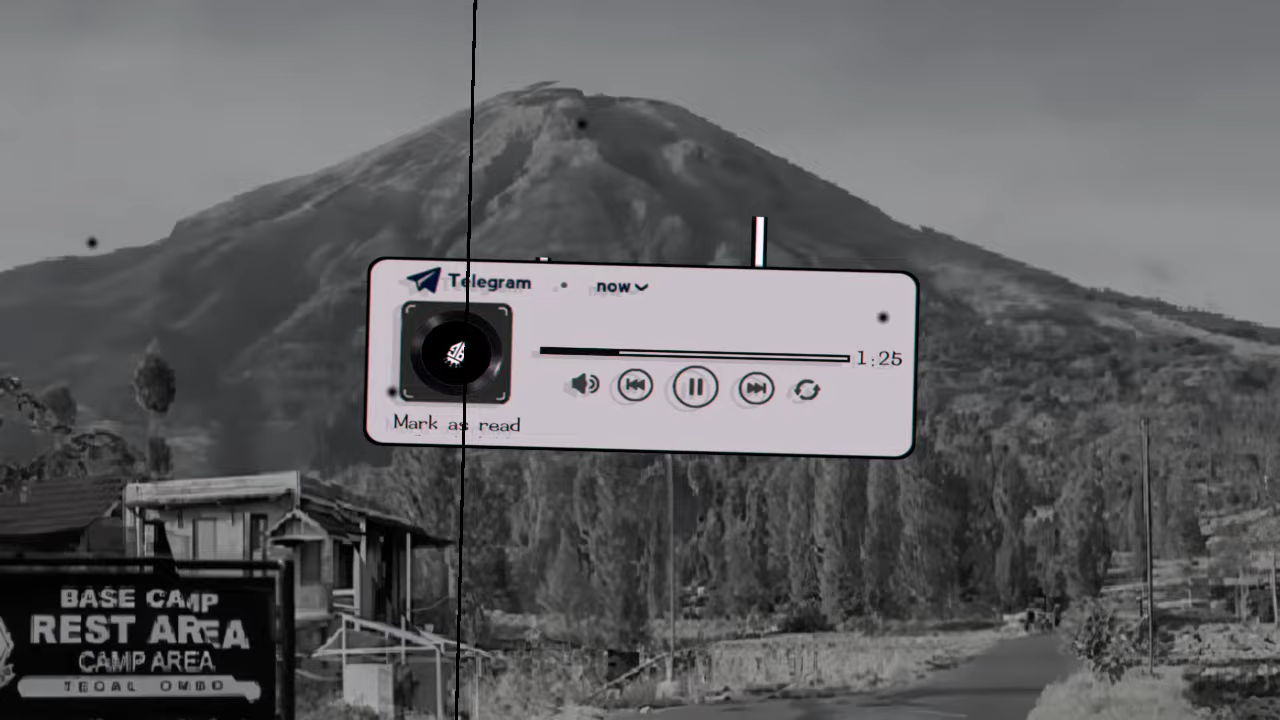 Telegram • now
1:25
Mark as read
BASE CAMP
REST AREA
CAMP AREA
TEGAL OMBO